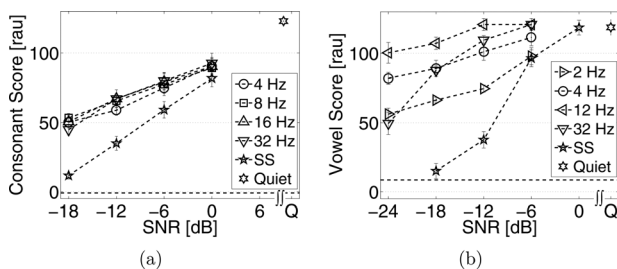 Consonant Score [rau]
100
50
0
−18
−12
−6
0
6
Q
SNR [dB]
4 Hz
8 Hz
16 Hz
32 Hz
SS
Quiet
(a)
Vowel Score [rau]
100
50
0
−24
−18
−12
−6
0
Q
SNR [dB]
2 Hz
4 Hz
12 Hz
32 Hz
SS
Quiet
(b)